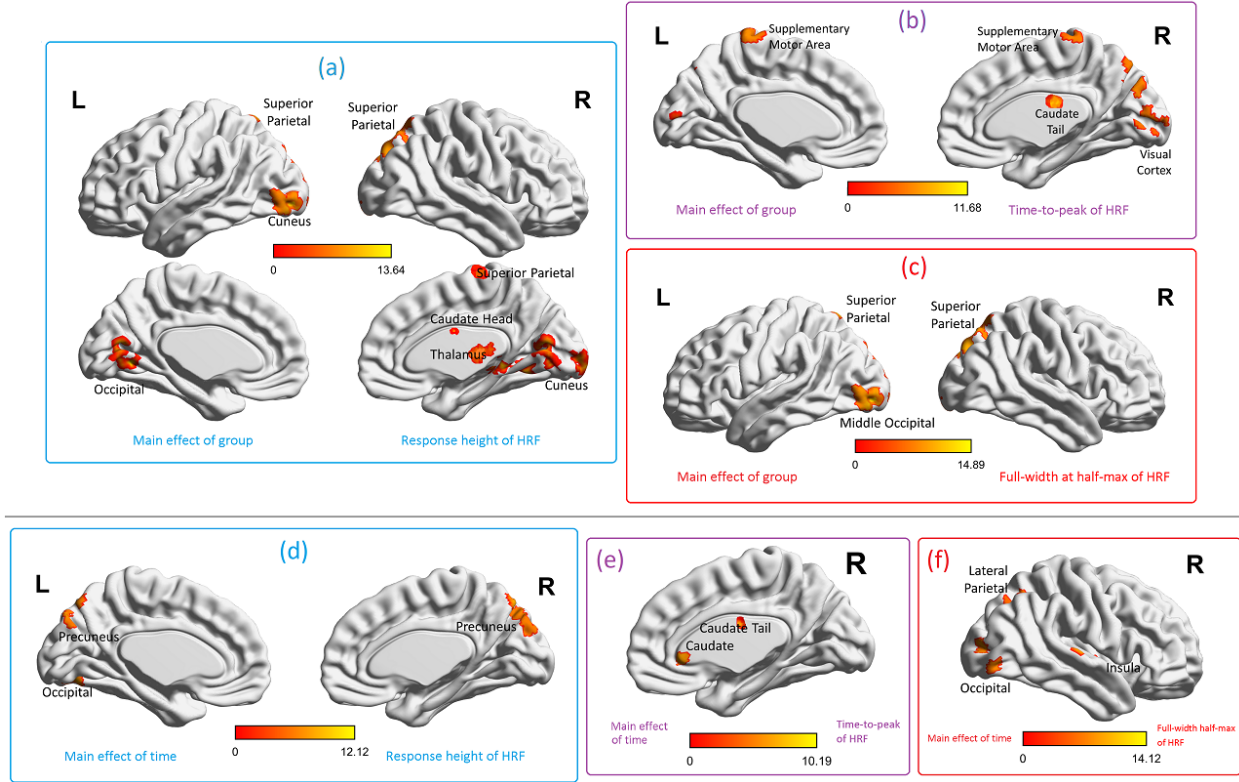 (a)
L
R
Superior
Parietal
Superior
Parietal
Cuneus
0
13.64
Superior Parietal
Caudate Head
Thalamus
Occipital
Cuneus
Main effect of group
Response height of HRF
(b)
L
R
Supplementary
Motor Area
Supplementary
Motor Area
Caudate
Tail
Visual
Cortex
0
11.68
Main effect of group
Time-to-peak of HRF
(c)
L
R
Superior
Parietal
Superior
Parietal
Middle Occipital
0
14.89
Main effect of group
Full-width at half-max of HRF
(d)
L
R
Precuneus
Precuneus
Occipital
0
12.12
Main effect of time
Response height of HRF
(e)
R
Caudate Tail
Caudate
Main effect
of time
Time-to-peak
of HRF
0
10.19
(f)
R
Lateral
Parietal
Insula
Occipital
Main effect of time
Full-width half-max
of HRF
0
14.12